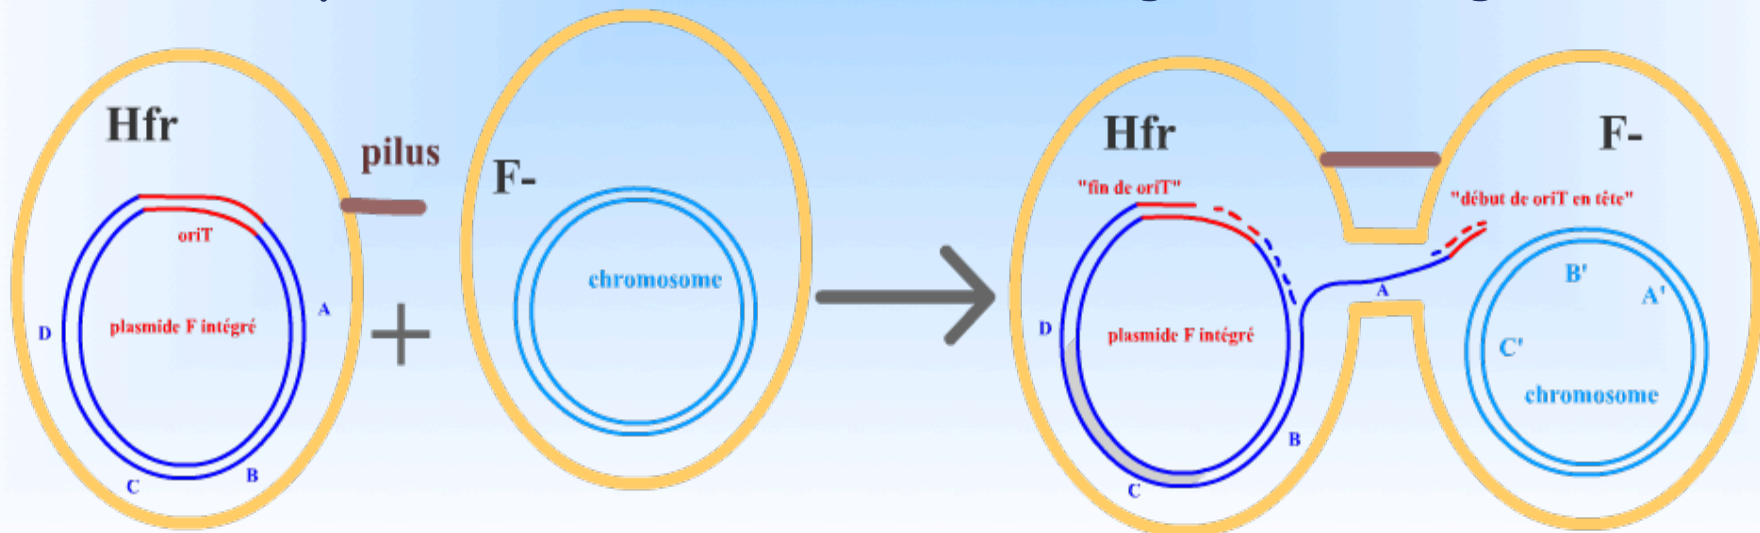 Hfr
pilus
F-
oriT
plasmide F intégré
A
B
C
D
chromosome
+
Hfr
F-
"fin de oriT"
"début de oriT en tête"
plasmide F intégré
A
B
C
D
B'
A'
C'
chromosome